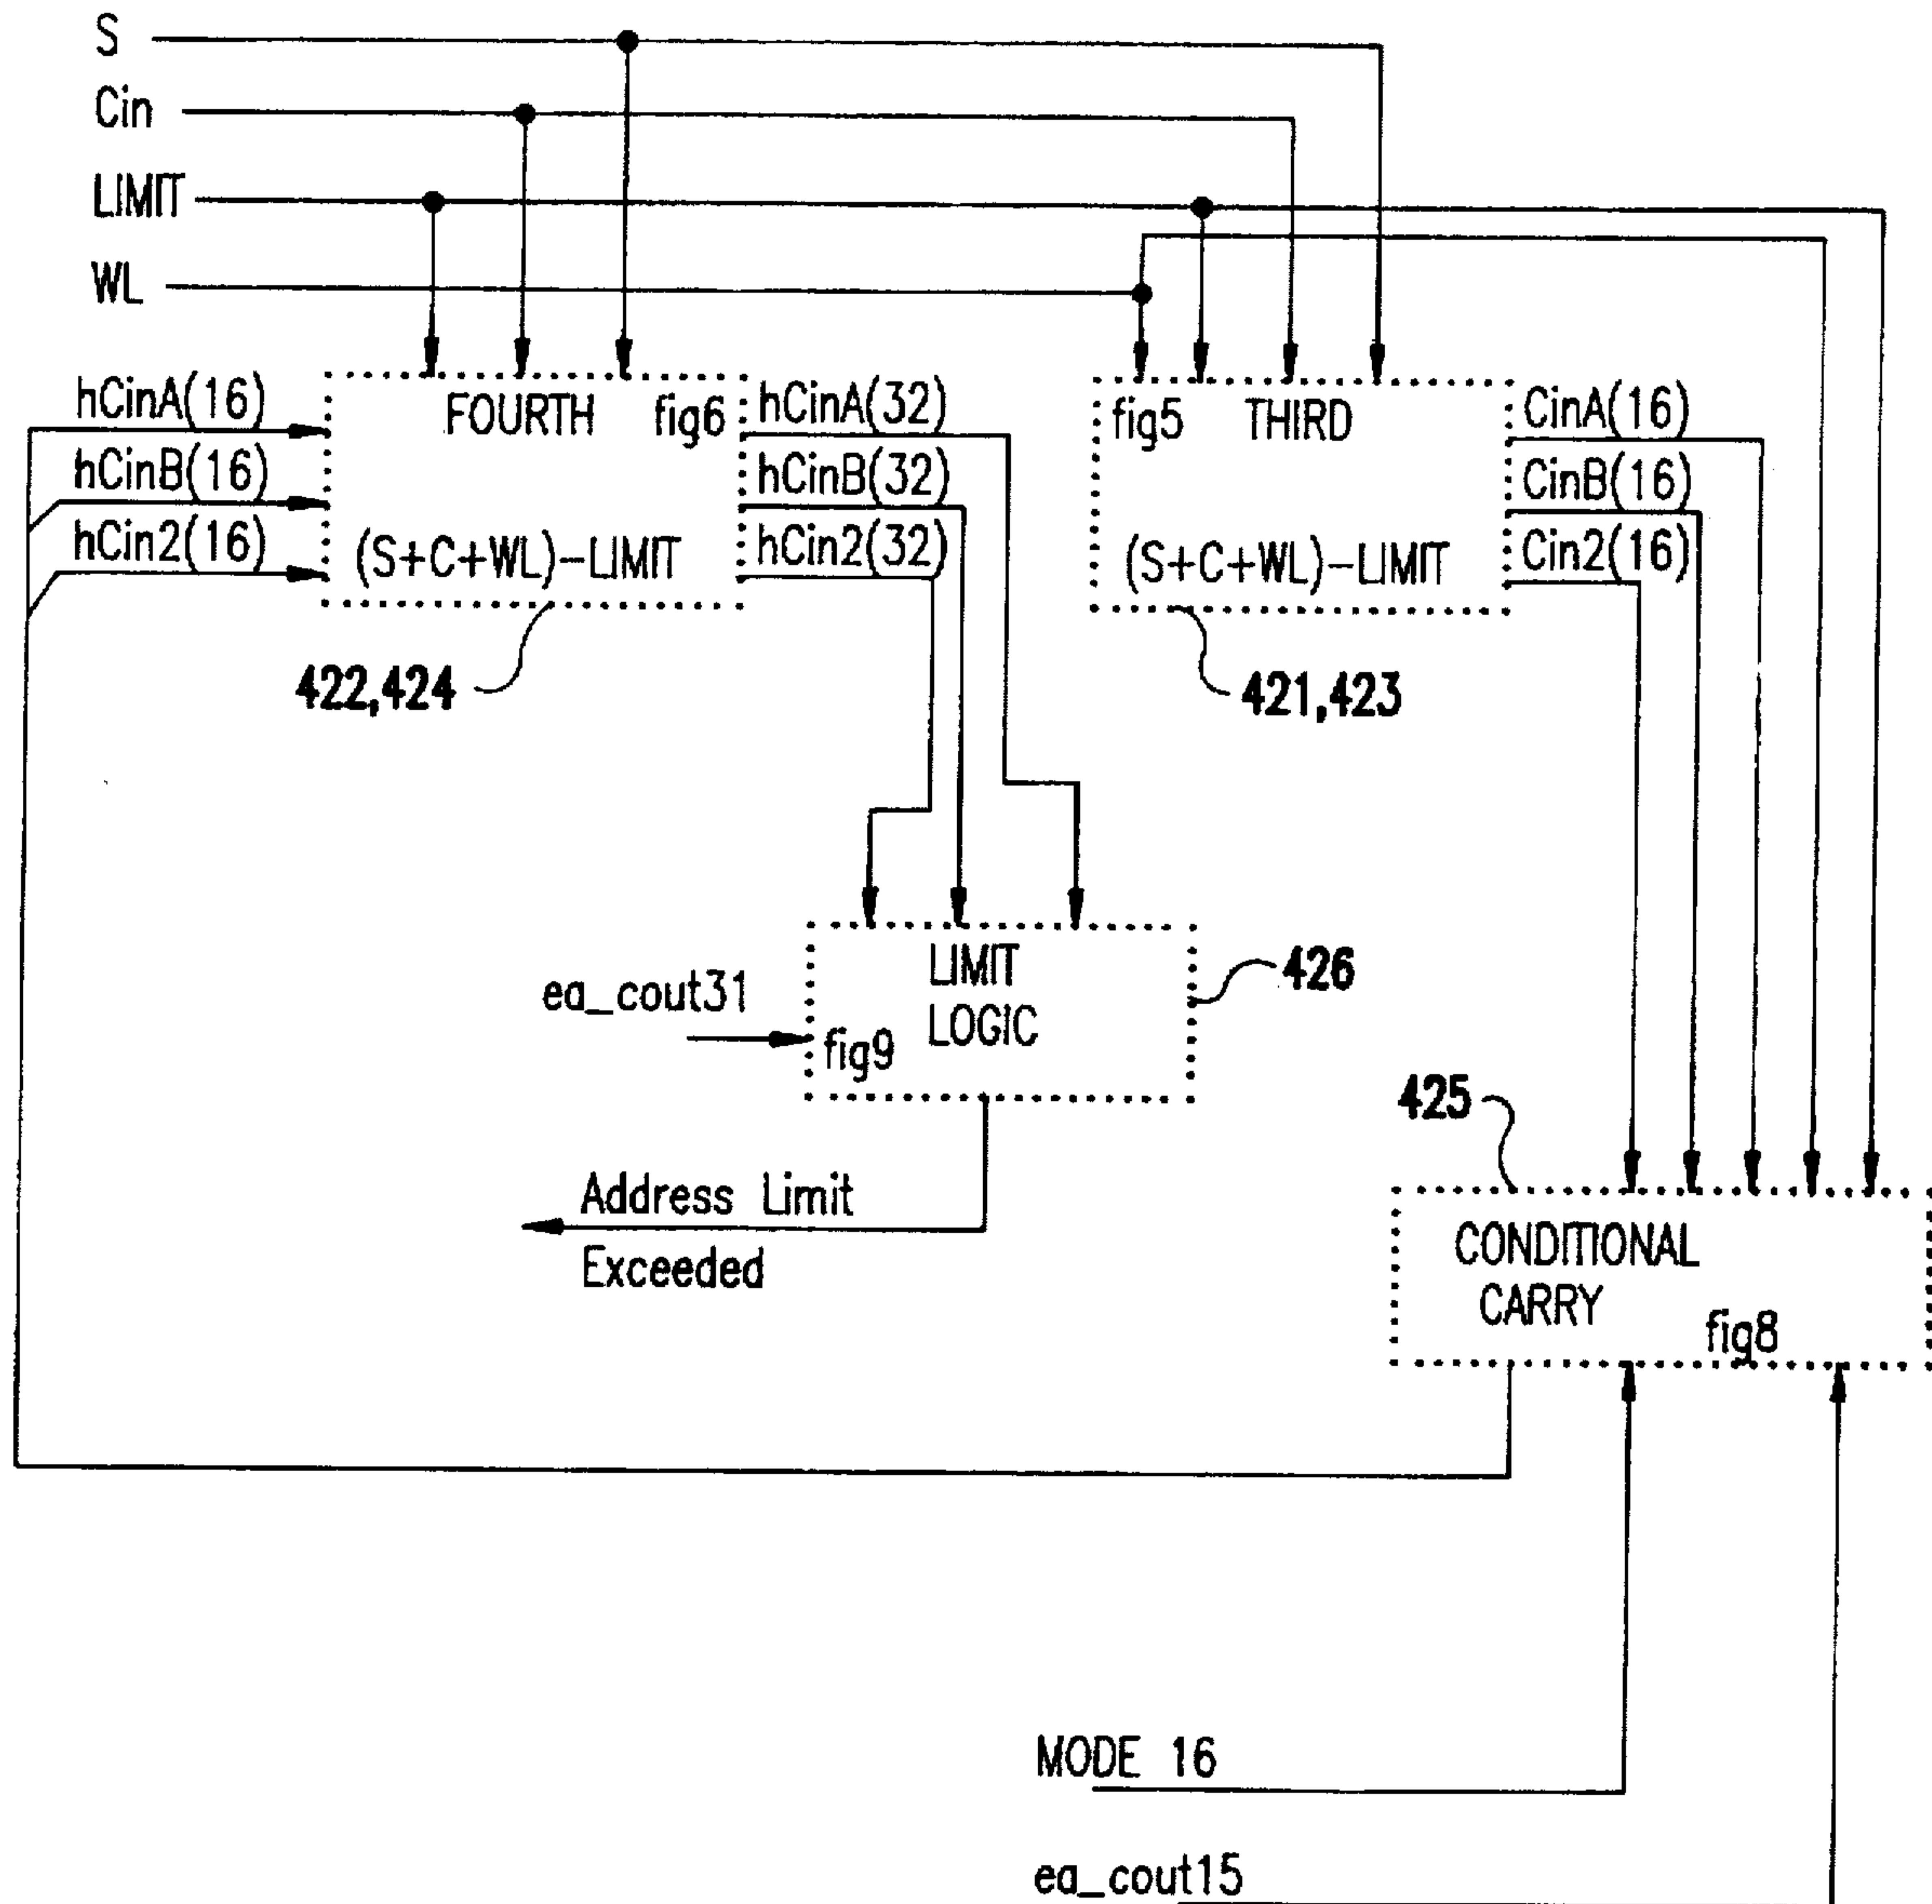 S
Cin
LIMIT
WL
hCinA(16)
hCinB(16)
hCin2(16)
FOURTH fig6
(S+C+WL)-LIMIT
hCinA(32)
hCinB(32)
hCin2(32)
422,424
fig5 THIRD
(S+C+WL)-LIMIT
CinA(16)
CinB(16)
Cin2(16)
421,423
ea_cout31
LIMIT
LOGIC
fig9
426
Address Limit
Exceeded
425
CONDITIONAL
CARRY
fig8
MODE 16
ea_cout15